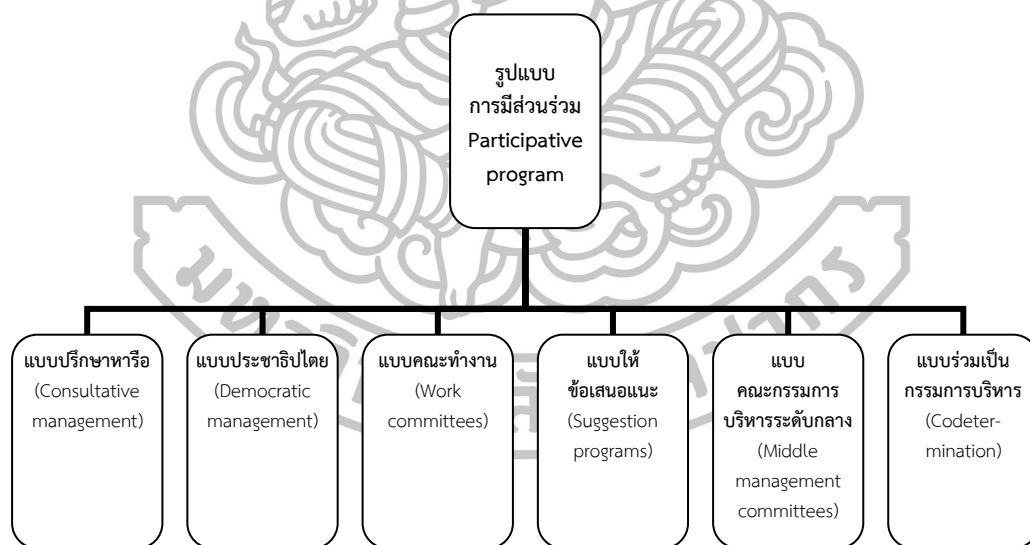 รูปแบบ
การมีส่วนร่วม
Participative
program
แบบปรึกษาหารือ
(Consultative
management)
แบบประชาธิปไตย
(Democratic
management)
แบบคณะทำงาน
(Work
committees)
แบบให้
ข้อเสนอแนะ
(Suggestion
programs)
แบบ
คณะกรรมการ
บริหารระดับกลาง
(Middle
management
committees)
แบบร่วมเป็น
กรรมการบริหาร
(Codeter-
mination)